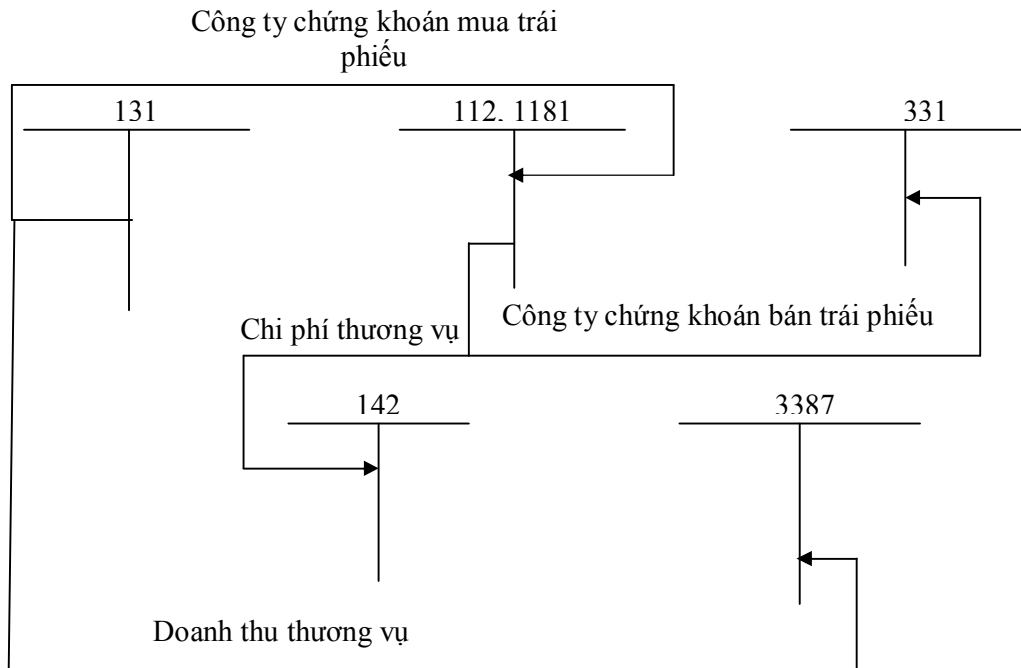 Công ty chứng khoán mua trái
phiếu
131
112, 1181
331
Chi phí thương vụ
Công ty chứng khoán bán trái phiếu
142
3387
Doanh thu thương vụ